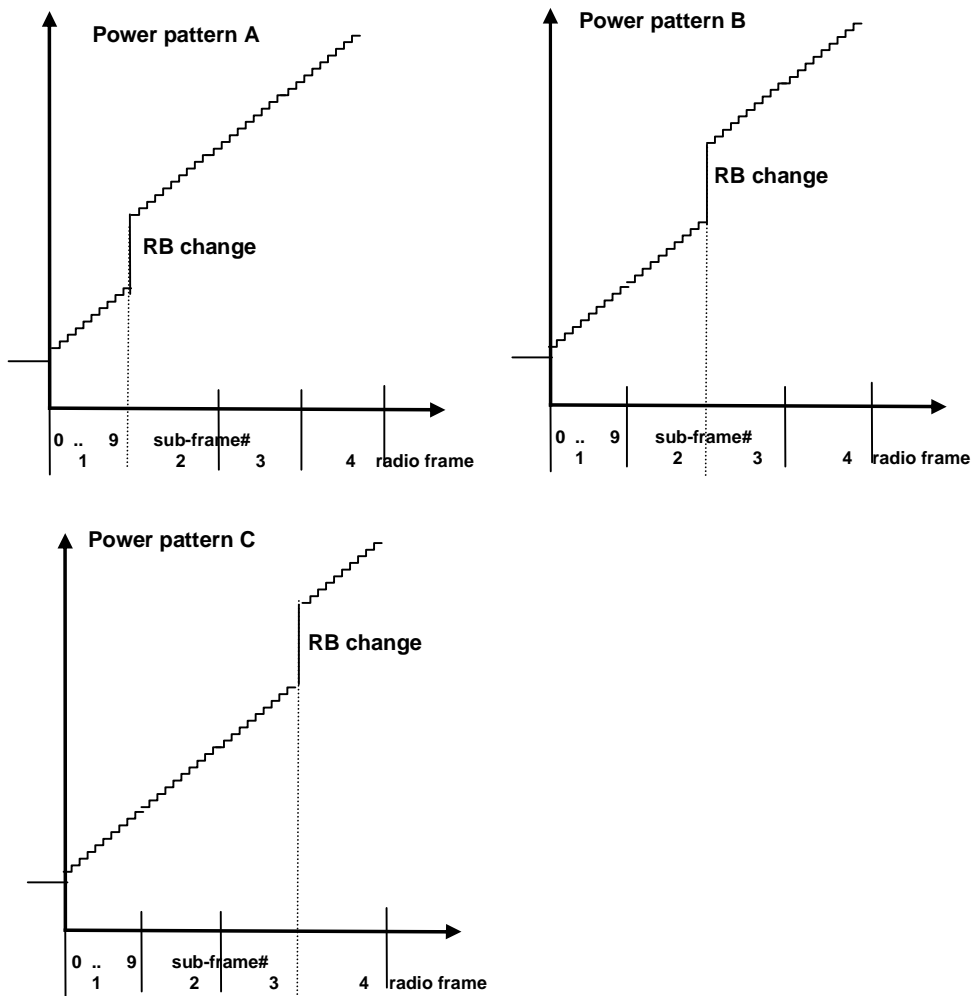 Power pattern A
RB change
0 .. 9 sub-frame#
1 2 3 4 radio frame
Power pattern B
RB change
0 .. 9 sub-frame#
1 2 3 4 radio frame
Power pattern C
RB change
0 .. 9 sub-frame#
1 2 3 4 radio frame